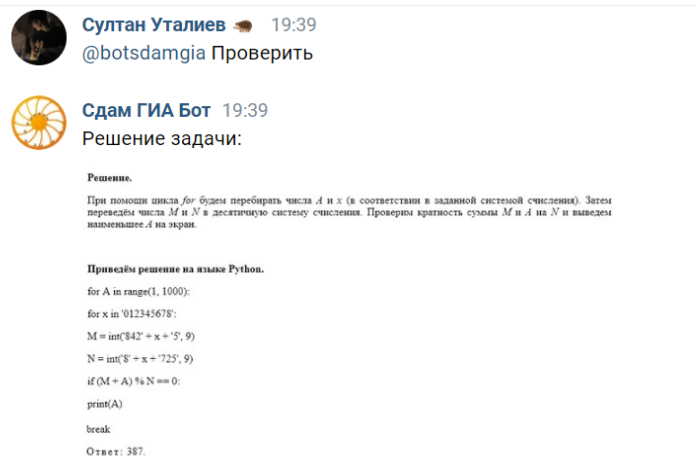 Султан Уталиев 19:39
@botsdamgia Проверить
Сдам ГИА Бот 19:39
Решение задачи:
Решение.
При помощи цикла for будем перебирать числа A и x (в соответствии в заданной системой счисления). Затем
переведём числа M и N в десятичную систему счисления. Проверим кратность суммы M и A на N и выведем
наименьшее A на экран.
Приведём решение на языке Python.
for A in range(1, 1000):
for x in '012345678':
M = int('842' + x + '5', 9)
N = int('8' + x + '725', 9)
if (M + A) % N == 0:
print(A)
break
Ответ: 387.